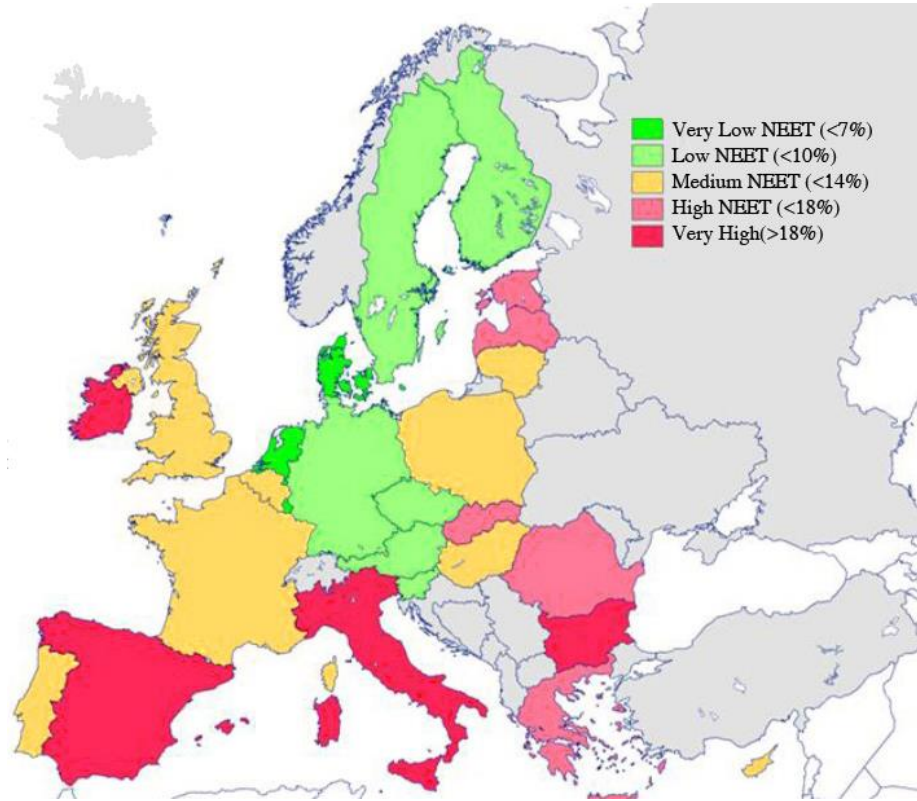 Very Low NEET (<7%)
Low NEET (<10%)
Medium NEET (<14%)
High NEET (<18%)
Very High(>18%)